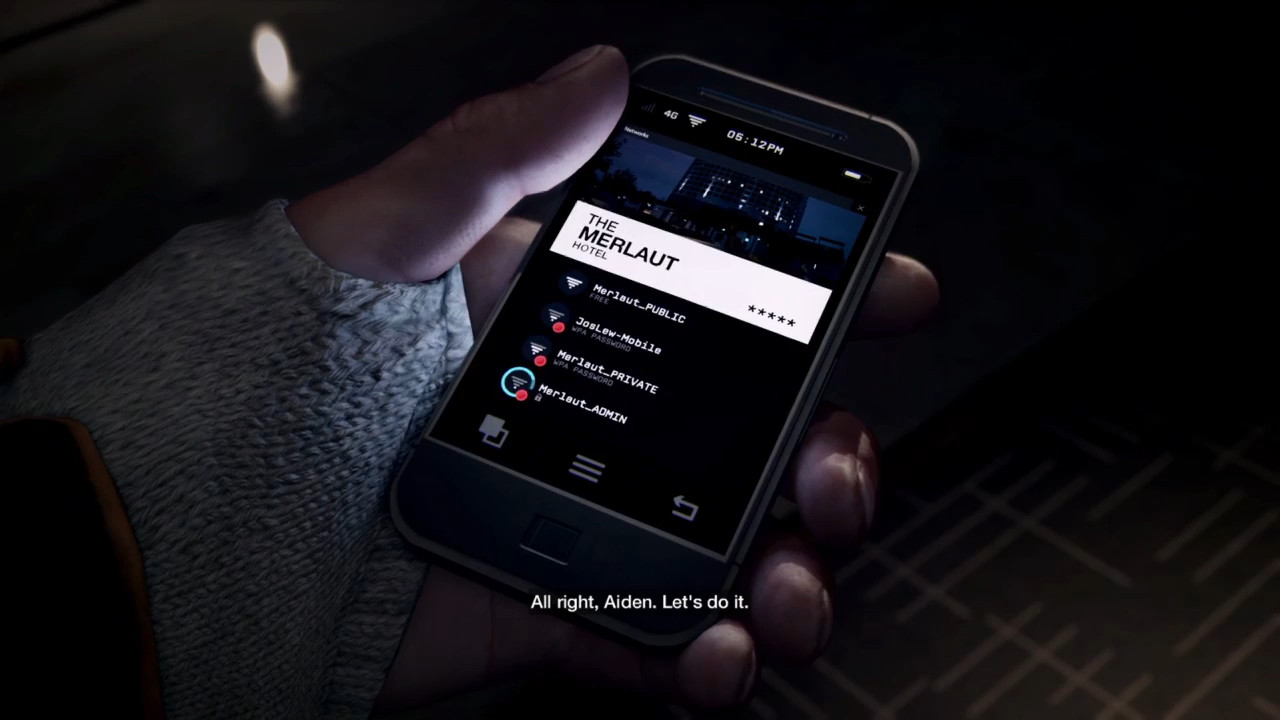 4G 05:12PM
Networks
THE
MERLAUT
HOTEL
*****
Merlaut_PUBLIC
FREE
JosLew-Mobile
WPA PASSWORD
Merlaut_PRIVATE
WPA PASSWORD
Merlaut_ADMIN
All right, Aiden. Let's do it.